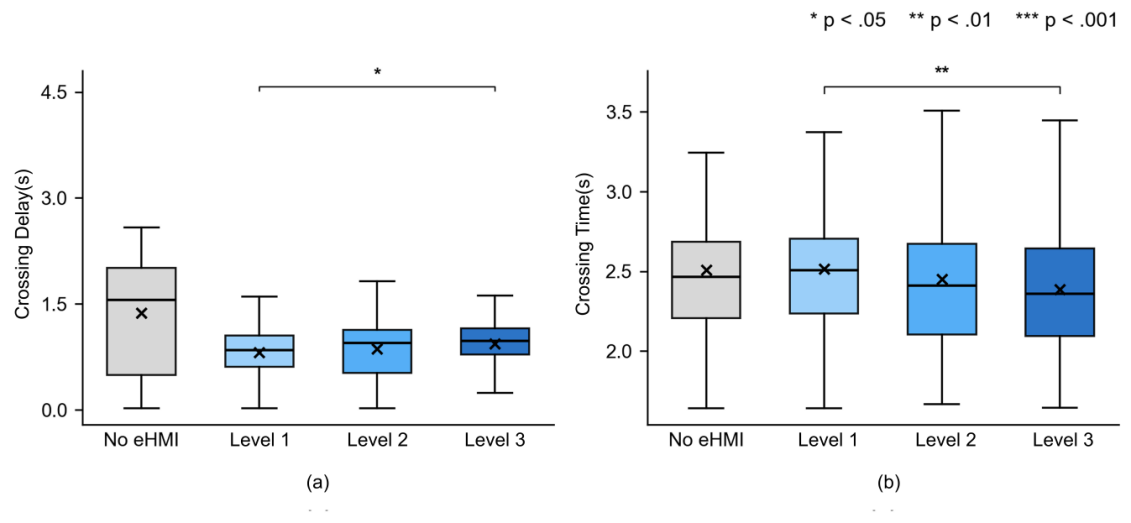 * p < .05 ** p < .01 *** p < .001
*
4.5
3.0
1.5
0.0
Crossing Delay(s)
No eHMI Level 1 Level 2 Level 3
(a)
**
3.5
3.0
2.5
2.0
Crossing Time(s)
No eHMI Level 1 Level 2 Level 3
(b)